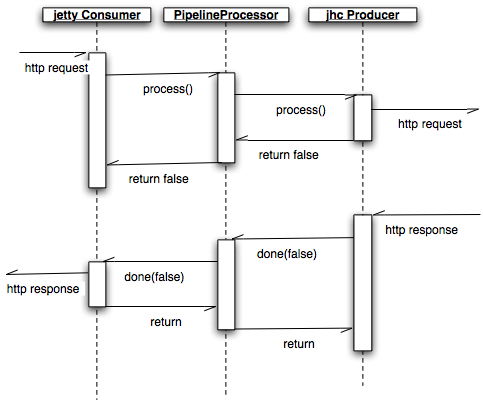 jetty Consumer
PipelineProcessor
jhc Producer
http request
process()
process()
http request
return false
return false
http response
done(false)
done(false)
http response
return
return